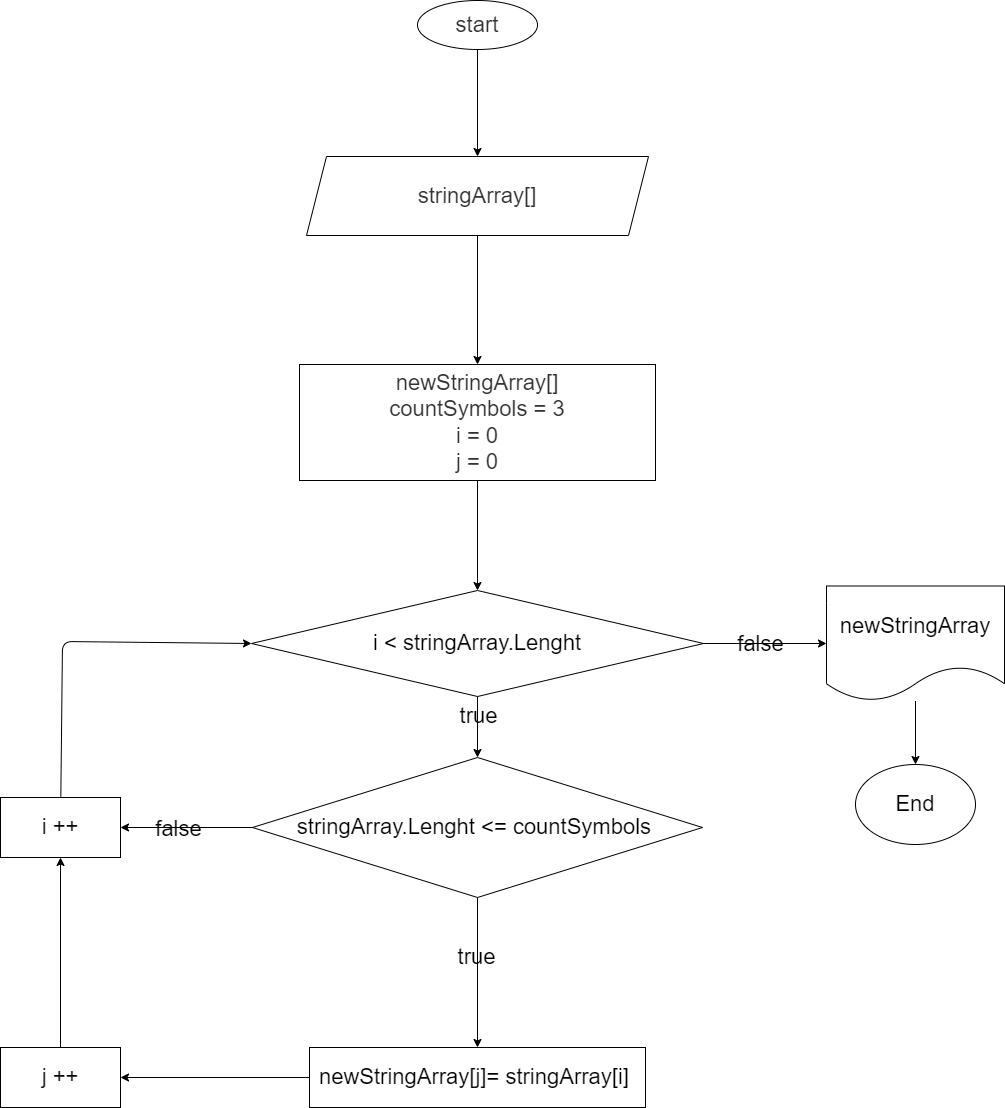 start
stringArray[]
newStringArray[]
countSymbols = 3
i = 0
j = 0
i < stringArray.Lenght
false
newStringArray
true
End
i ++
false
stringArray.Lenght <= countSymbols
true
j ++
newStringArray[j]= stringArray[i]